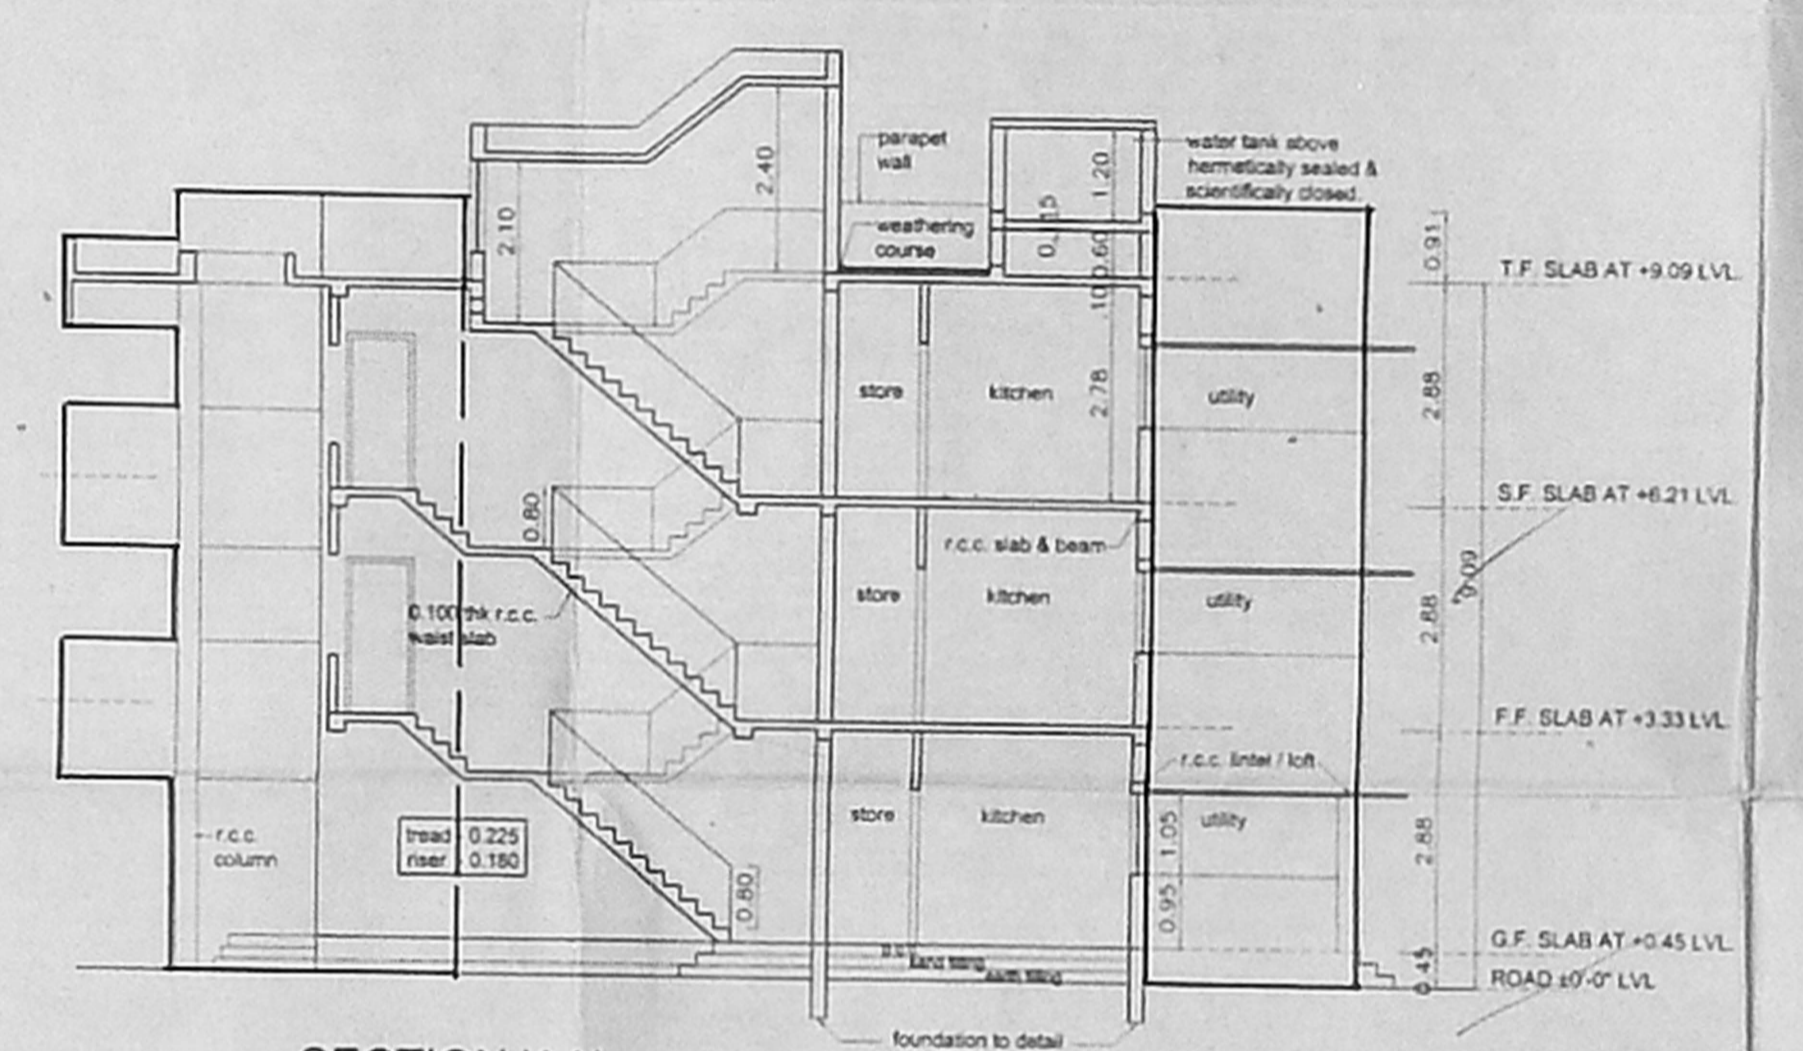 parapet
wall
water tank above
hermetically sealed &
scientifically closed.
2.40
1.20
2.10
0.15
weathering
course
0.60
.10
0.91
T.F. SLAB AT +9.09 LVL.
store
kitchen
2.78
utility
2.88
S.F. SLAB AT +6.21 LVL.
0.80
r.c.c. slab & beam
9.09
store
kitchen
utility
2.88
0.100 thk r.c.c.
waist slab
F.F. SLAB AT +3.33 LVL.
r.c.c. lintel / loft
store
kitchen
utility
1.05
2.88
tread 0.225
riser 0.180
r.c.c.
column
0.80
0.95
G.F. SLAB AT +0.45 LVL.
sand filling
earth filling
0.45
ROAD ±0'-0" LVL
foundation to detail